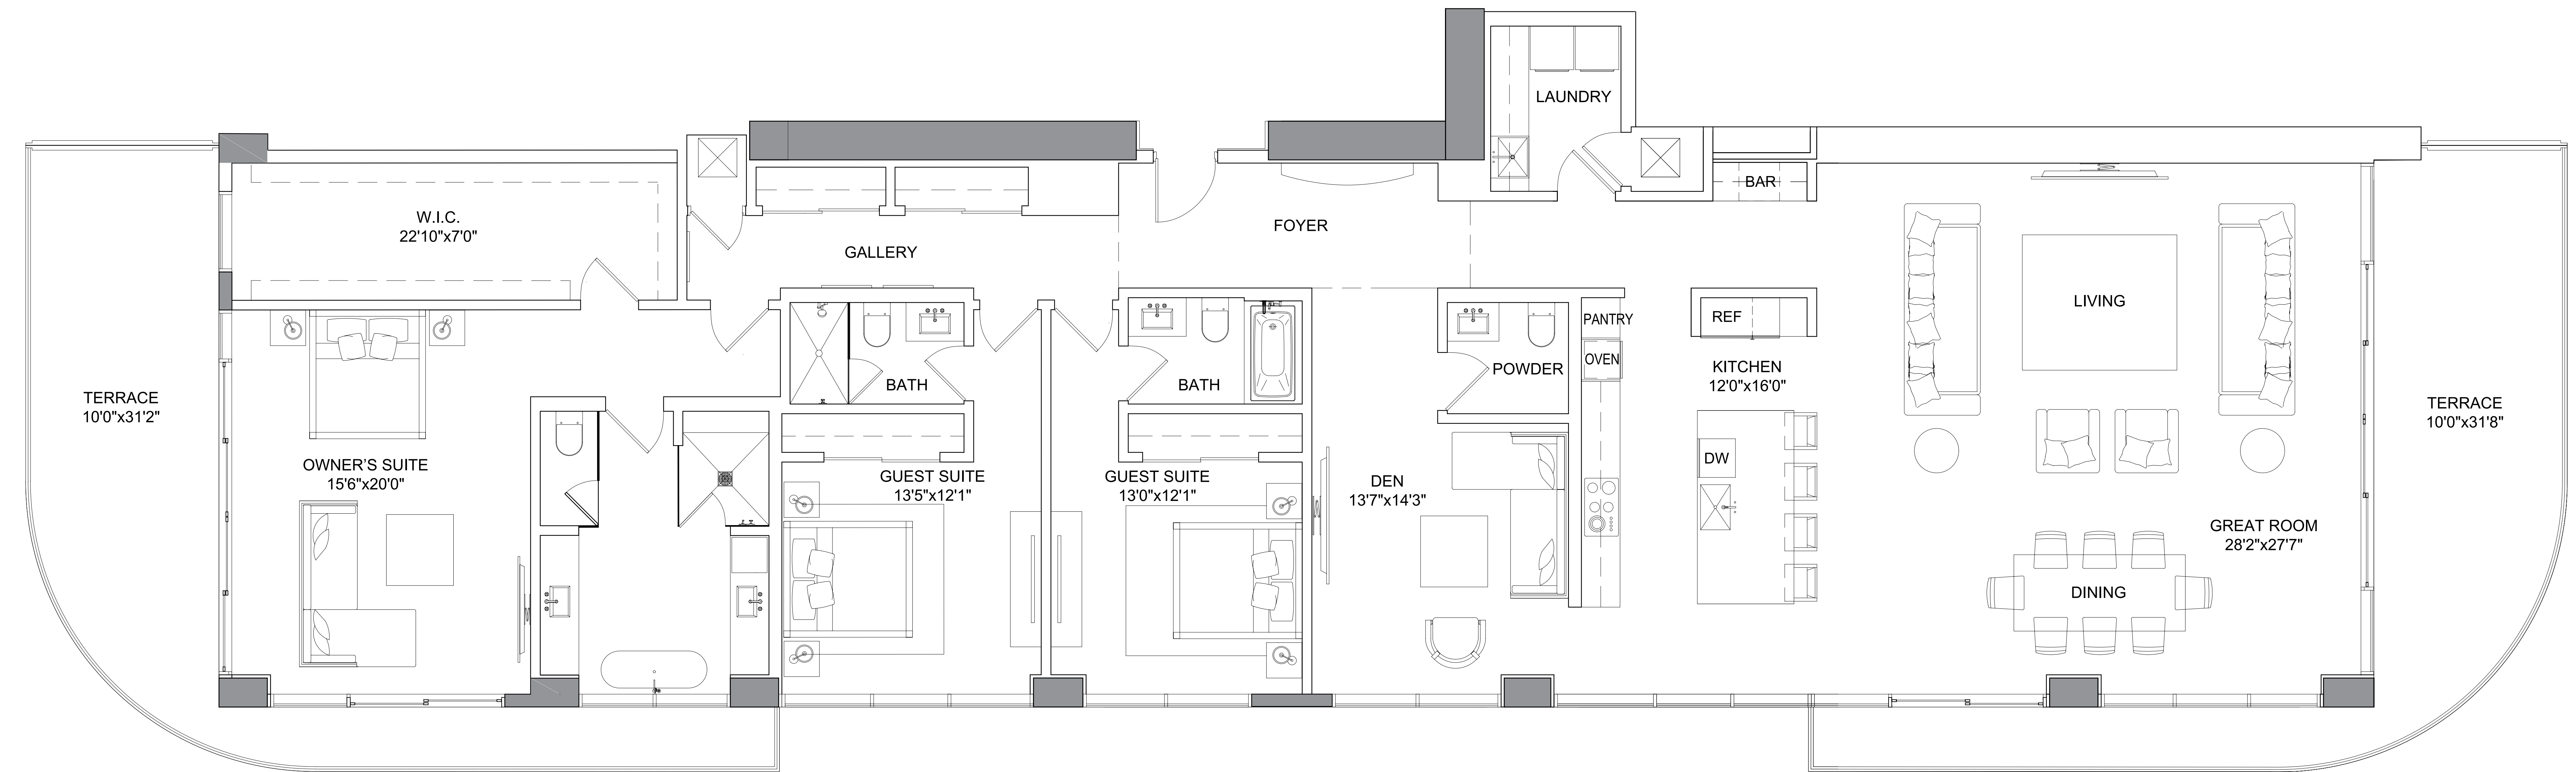 LAUNDRY
BAR
W.I.C.
22'10"x7'0"
FOYER
GALLERY
LIVING
REF
PANTRY
OVEN
POWDER
KITCHEN
12'0"x16'0"
BATH
BATH
TERRACE
10'0"x31'2"
TERRACE
10'0"x31'8"
OWNER'S SUITE
15'6"x20'0"
GUEST SUITE
13'5"x12'1"
GUEST SUITE
13'0"x12'1"
DEN
13'7"x14'3"
DW
GREAT ROOM
28'2"x27'7"
DINING